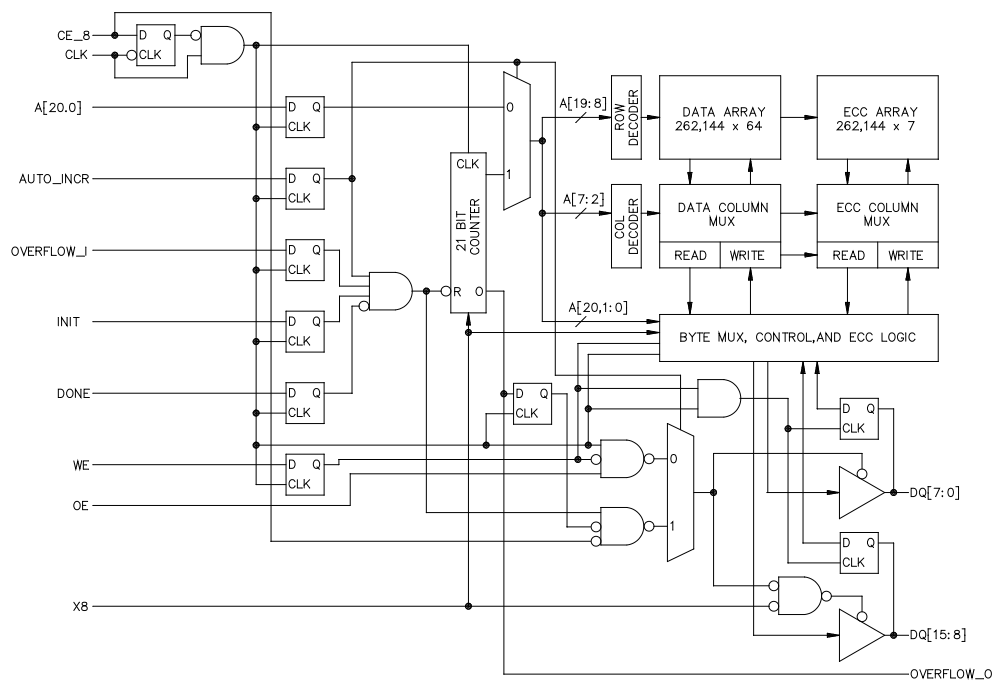 CE_8
D Q
CLK
CLK
A[20.0]
D Q
CLK
0
1
A[19:8]
ROW DECODER
DATA ARRAY
262,144 x 64
ECC ARRAY
262,144 x 7
AUTO_INCR
D Q
CLK
CLK
21 BIT COUNTER
R O
A[7:2]
COL DECODER
DATA COLUMN
MUX
READ WRITE
ECC COLUMN
MUX
READ WRITE
OVERFLOW_I
D Q
CLK
INIT
D Q
CLK
A[20,1:0]
BYTE MUX, CONTROL,AND ECC LOGIC
DONE
D Q
CLK
D Q
CLK
D Q
CLK
WE
D Q
CLK
0
1
OE
DQ[7:0]
D Q
CLK
X8
DQ[15:8]
OVERFLOW_O